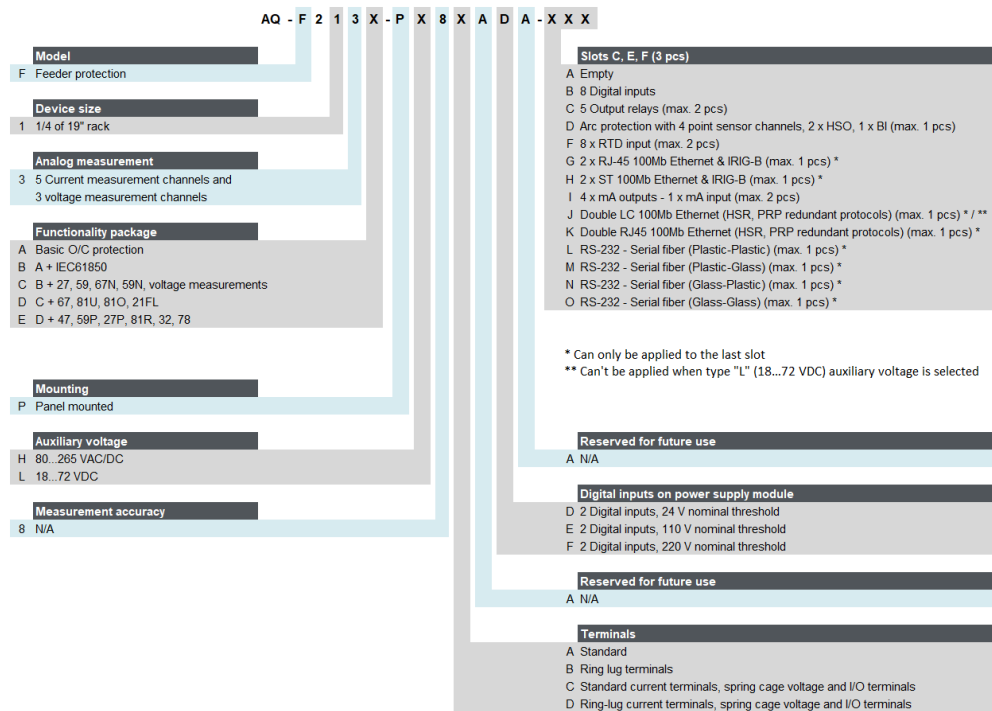 AQ - F 2 1 3 X - P X 8 X A D A - X X X
Model
F Feeder protection
Device size
1 1/4 of 19" rack
Analog measurement
3 5 Current measurement channels and
3 voltage measurement channels
Functionality package
A Basic O/C protection
B A + IEC61850
C B + 27, 59, 67N, 59N, voltage measurements
D C + 67, 81U, 81O, 21FL
E D + 47, 59P, 27P, 81R, 32, 78
Mounting
P Panel mounted
Auxiliary voltage
H 80...265 VAC/DC
L 18...72 VDC
Measurement accuracy
8 N/A
Slots C, E, F (3 pcs)
A Empty
B 8 Digital inputs
C 5 Output relays (max. 2 pcs)
D Arc protection with 4 point sensor channels, 2 x HSO, 1 x BI (max. 1 pcs)
F 8 x RTD input (max. 2 pcs)
G 2 x RJ-45 100Mb Ethernet & IRIG-B (max. 1 pcs) *
H 2 x ST 100Mb Ethernet & IRIG-B (max. 1 pcs) *
I 4 x mA outputs - 1 x mA input (max. 2 pcs)
J Double LC 100Mb Ethernet (HSR, PRP redundant protocols) (max. 1 pcs) * / **
K Double RJ45 100Mb Ethernet (HSR, PRP redundant protocols) (max. 1 pcs) *
L RS-232 - Serial fiber (Plastic-Plastic) (max. 1 pcs) *
M RS-232 - Serial fiber (Plastic-Glass) (max. 1 pcs) *
N RS-232 - Serial fiber (Glass-Plastic) (max. 1 pcs) *
O RS-232 - Serial fiber (Glass-Glass) (max. 1 pcs) *
* Can only be applied to the last slot
** Can't be applied when type "L" (18...72 VDC) auxiliary voltage is selected
Reserved for future use
A N/A
Digital inputs on power supply module
D 2 Digital inputs, 24 V nominal threshold
E 2 Digital inputs, 110 V nominal threshold
F 2 Digital inputs, 220 V nominal threshold
Reserved for future use
A N/A
Terminals
A Standard
B Ring lug terminals
C Standard current terminals, spring cage voltage and I/O terminals
D Ring-lug current terminals, spring cage voltage and I/O terminals